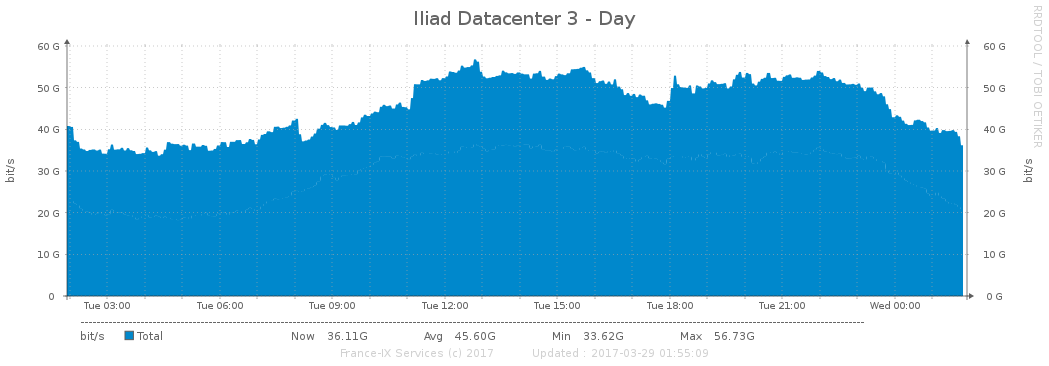 Iliad Datacenter 3 - Day
RRDTOOL / TOBI OETIKER
60 G 60 G
50 G 50 G
40 G 40 G
30 G 30 G
20 G 20 G
10 G 10 G
0 0 G
bit/s bit/s
Tue 03:00 Tue 06:00 Tue 09:00 Tue 12:00 Tue 15:00 Tue 18:00 Tue 21:00 Wed 00:00
bit/s Total Now 36.11G Avg 45.60G Min 33.62G Max 56.73G
France-IX Services (c) 2017 Updated : 2017-03-29 01:55:09